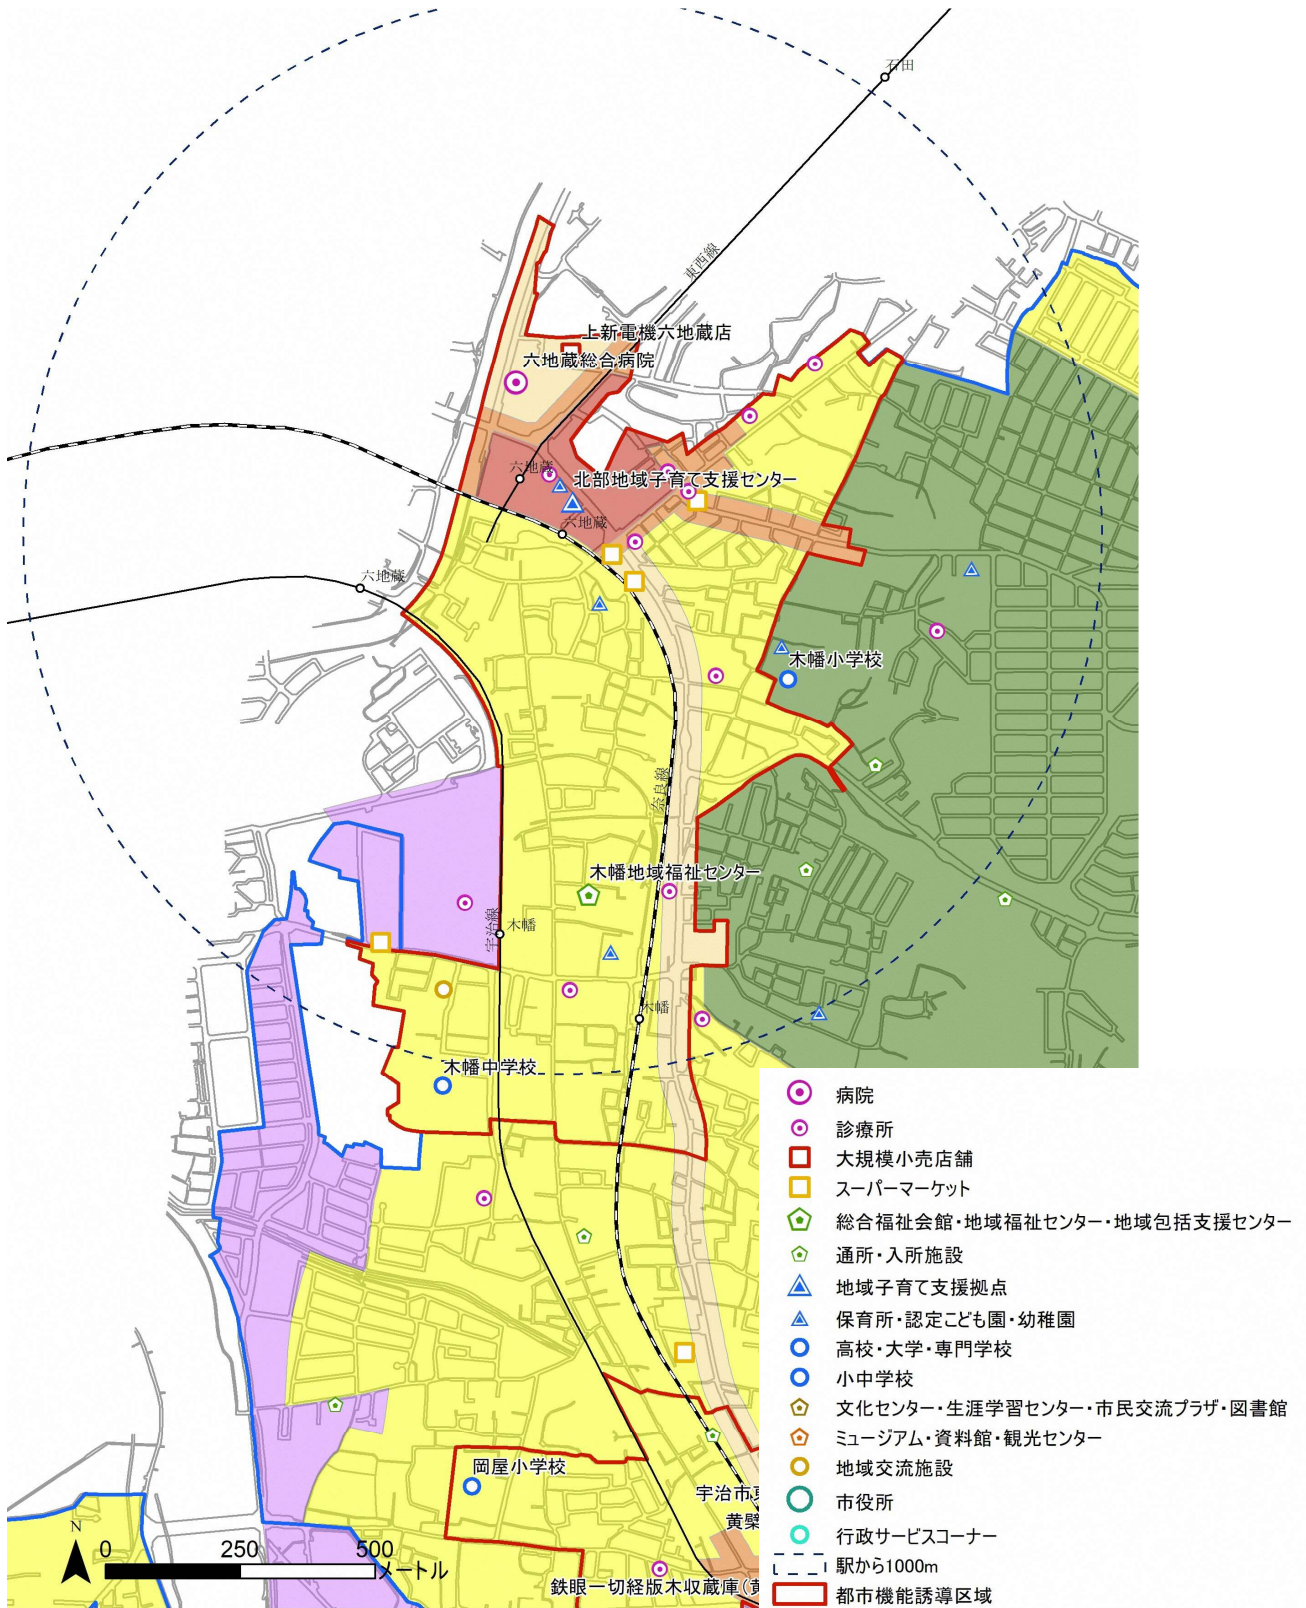 石田
東西線
上新電機六地蔵店
六地蔵総合病院
六地蔵
北部地域子育て支援センター
六地蔵
六地蔵
木幡小学校
奈良線
木幡地域福祉センター
宇治線
木幡
木幡
木幡中学校
岡屋小学校
宇治市東
黄檗
鉄眼一切経版木収蔵庫(黄
N
0 250 500
メートル
病院
診療所
大規模小売店舗
スーパーマーケット
総合福祉会館・地域福祉センター・地域包括支援センター
通所・入所施設
地域子育て支援拠点
保育所・認定こども園・幼稚園
高校・大学・専門学校
小中学校
文化センター・生涯学習センター・市民交流プラザ・図書館
ミュージアム・資料館・観光センター
地域交流施設
市役所
行政サービスコーナー
駅から1000m
都市機能誘導区域